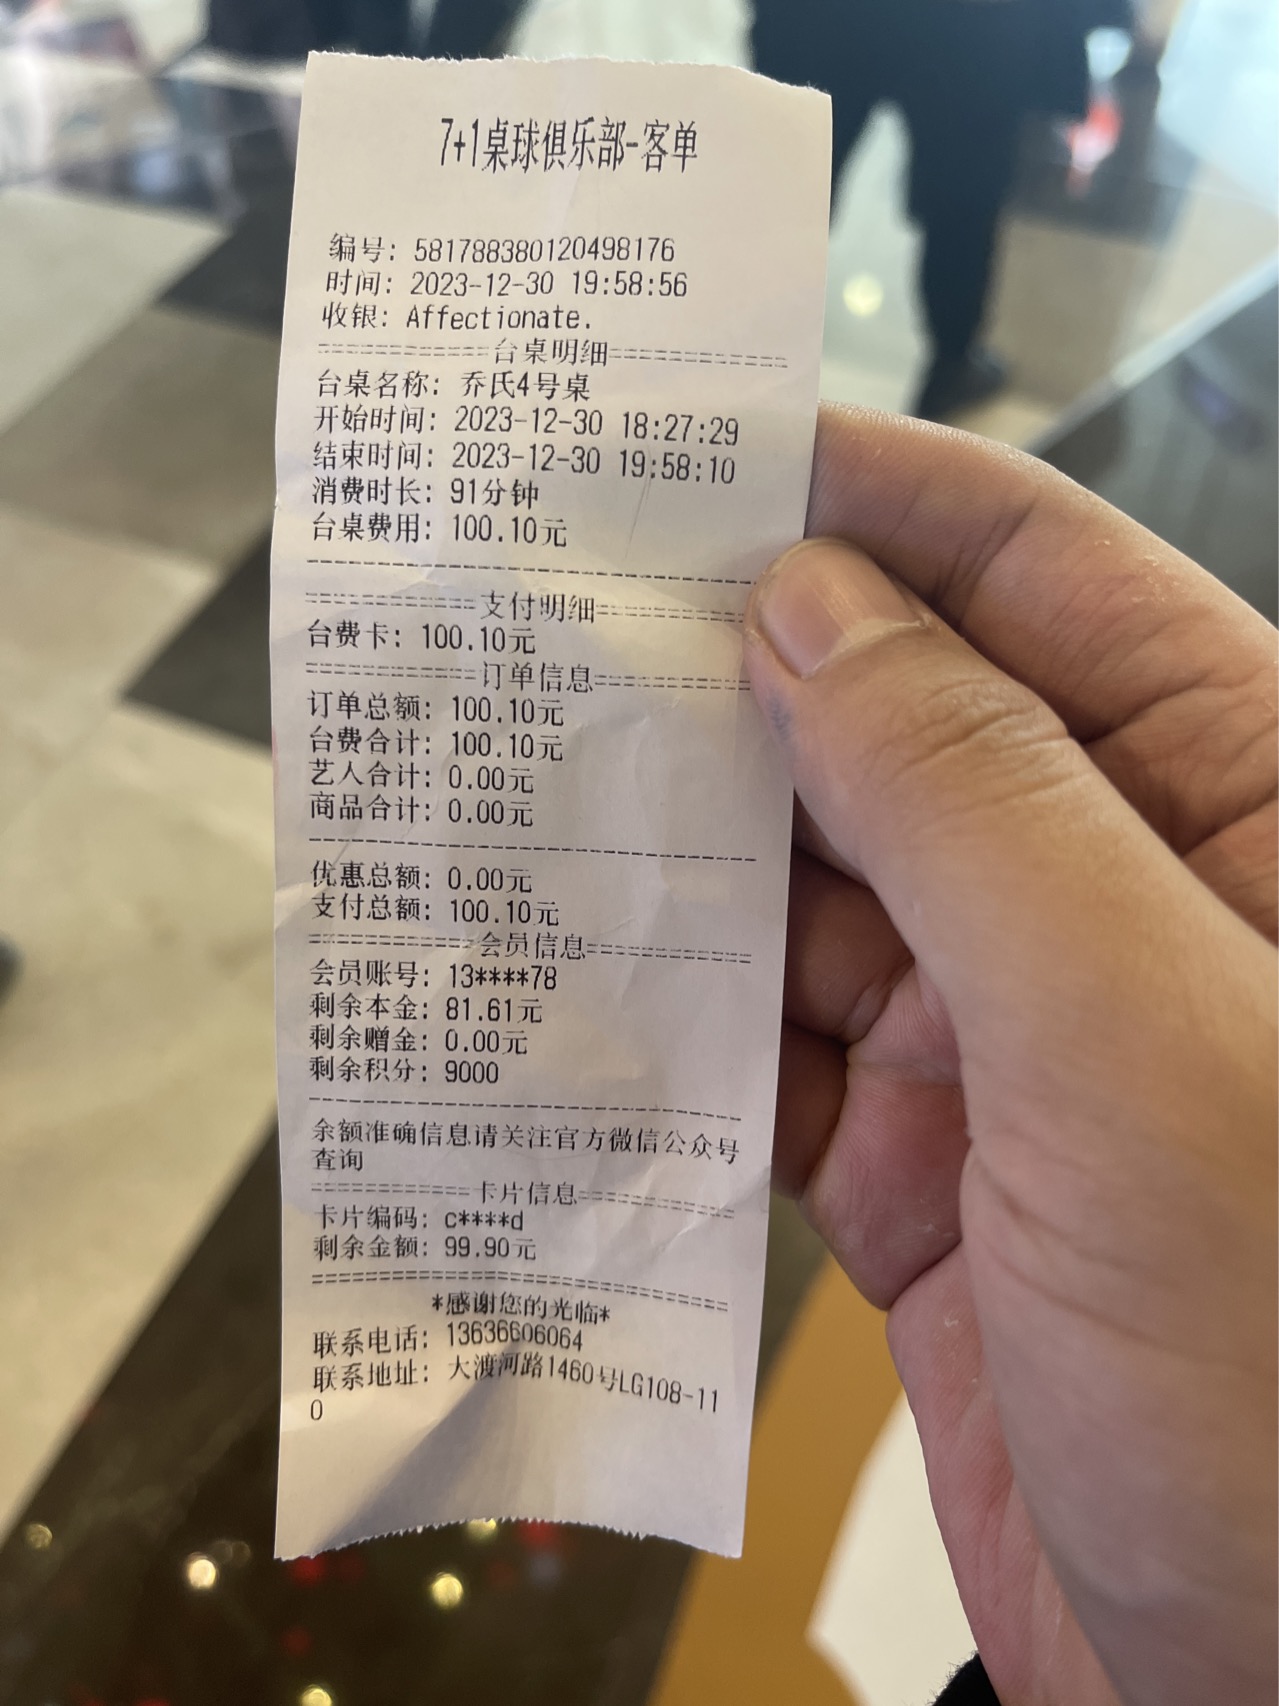 7+1桌球俱乐部-客单
编号: 581788380120498176
时间: 2023-12-30 19:58:56
收银: Affectionate.
==========台桌明细==========
台桌名称: 乔氏4号桌
开始时间: 2023-12-30 18:27:29
结束时间: 2023-12-30 19:58:10
消费时长: 91分钟
台桌费用: 100.10元
--------------------------------
==========支付明细==========
台费卡: 100.10元
==========订单信息==========
订单总额: 100.10元
台费合计: 100.10元
艺人合计: 0.00元
商品合计: 0.00元
--------------------------------
优惠总额: 0.00元
支付总额: 100.10元
==========会员信息==========
会员账号: 13****78
剩余本金: 81.61元
剩余赠金: 0.00元
剩余积分: 9000
--------------------------------
余额准确信息请关注官方微信公众号
查询
==========卡片信息==========
卡片编码: c****d
剩余金额: 99.90元
================================
*感谢您的光临*
联系电话: 13636606064
联系地址: 大渡河路1460号LG108-11
0